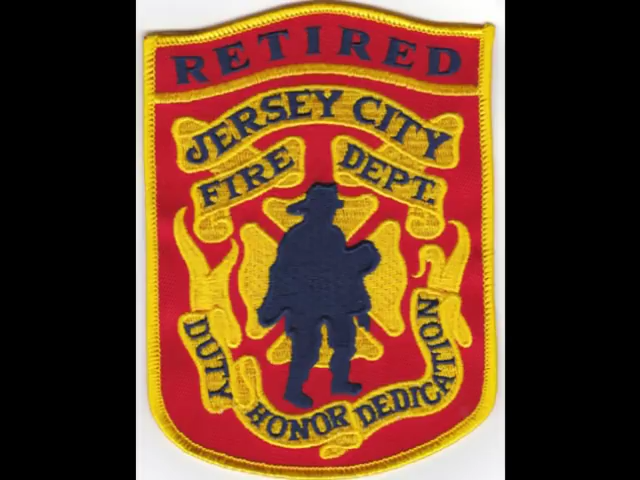 RETIRED
JERSEY CITY
FIRE DEPT.
DUTY HONOR DEDICATION